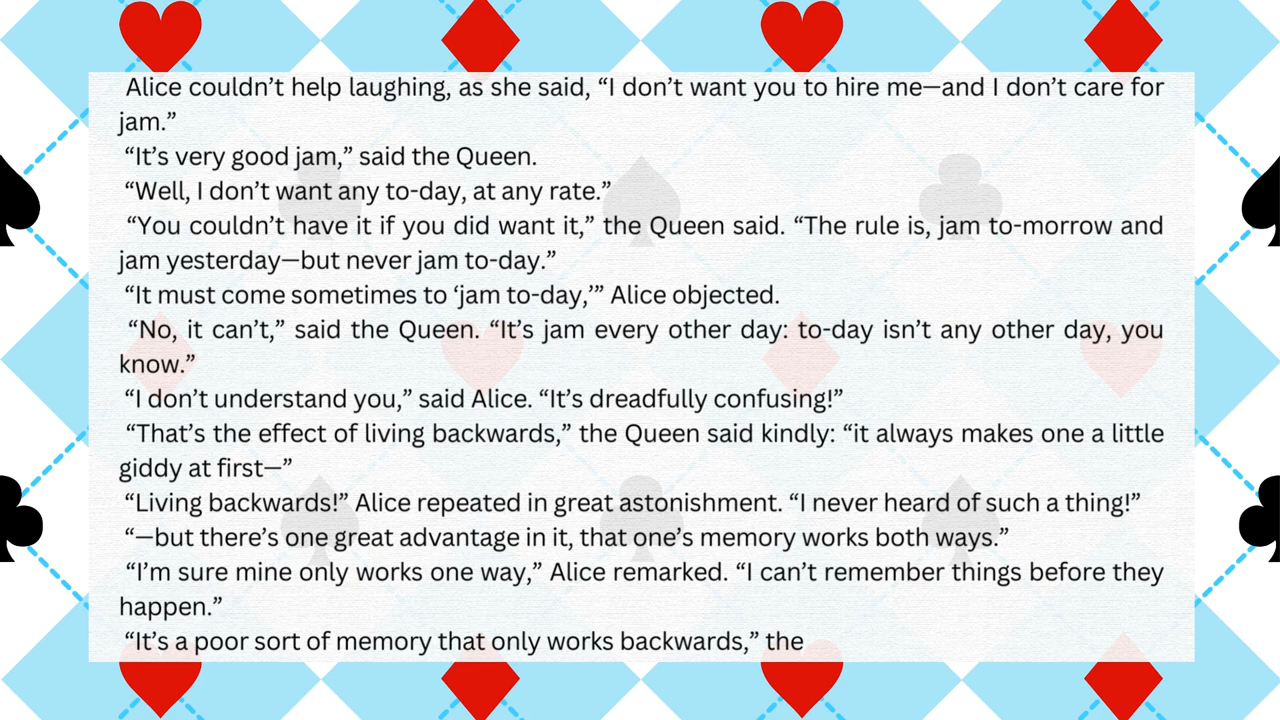 Alice couldn’t help laughing, as she said, “I don’t want you to hire me—and I don’t care for
jam.”
“It’s very good jam,” said the Queen.
“Well, I don’t want any to-day, at any rate.”
“You couldn’t have it if you did want it,” the Queen said. “The rule is, jam to-morrow and
jam yesterday—but never jam to-day.”
“It must come sometimes to ‘jam to-day,’” Alice objected.
“No, it can’t,” said the Queen. “It’s jam every other day: to-day isn’t any other day, you
know.”
“I don’t understand you,” said Alice. “It’s dreadfully confusing!”
“That’s the effect of living backwards,” the Queen said kindly: “it always makes one a little
giddy at first—”
“Living backwards!” Alice repeated in great astonishment. “I never heard of such a thing!”
“—but there’s one great advantage in it, that one’s memory works both ways.”
“I’m sure mine only works one way,” Alice remarked. “I can’t remember things before they
happen.”
“It’s a poor sort of memory that only works backwards,” the